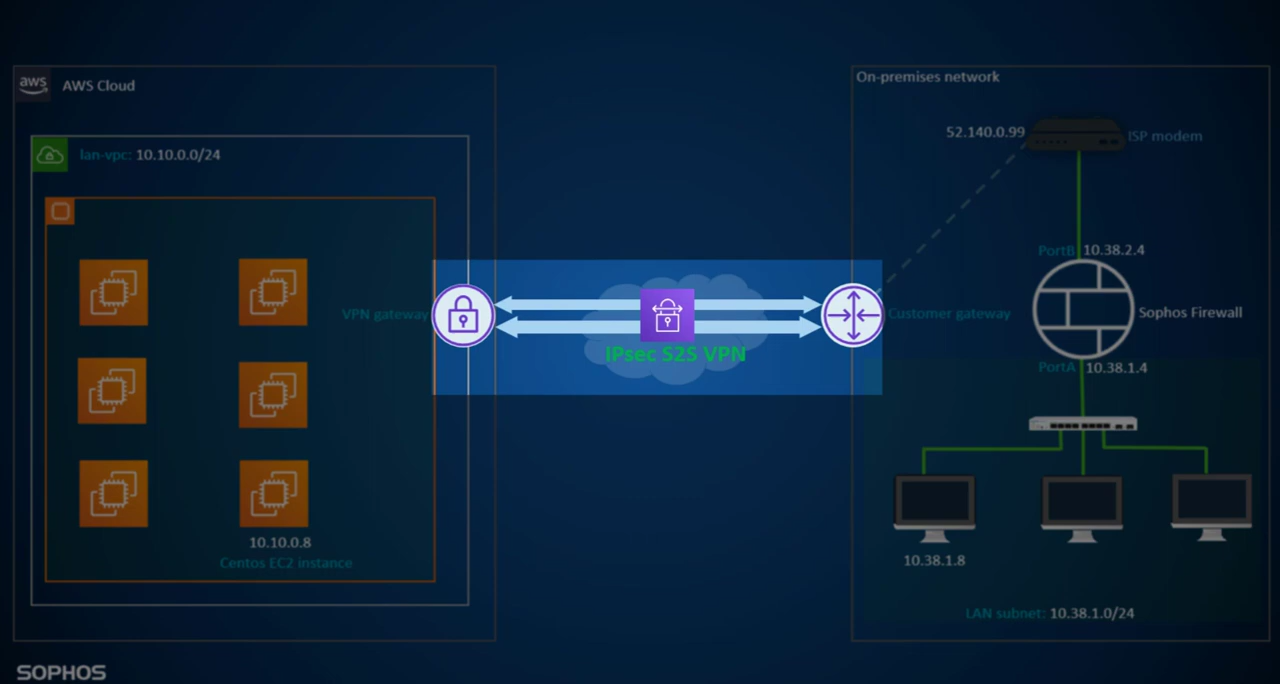 aws
AWS Cloud
lan-vpc: 10.10.0.0/24
VPN gateway
10.10.0.8
Centos EC2 instance
IPsec S2S VPN
On-premises network
52.140.0.99
ISP modem
PortB 10.38.2.4
Customer gateway
Sophos Firewall
PortA 10.38.1.4
10.38.1.8
LAN subnet: 10.38.1.0/24
SOPHOS